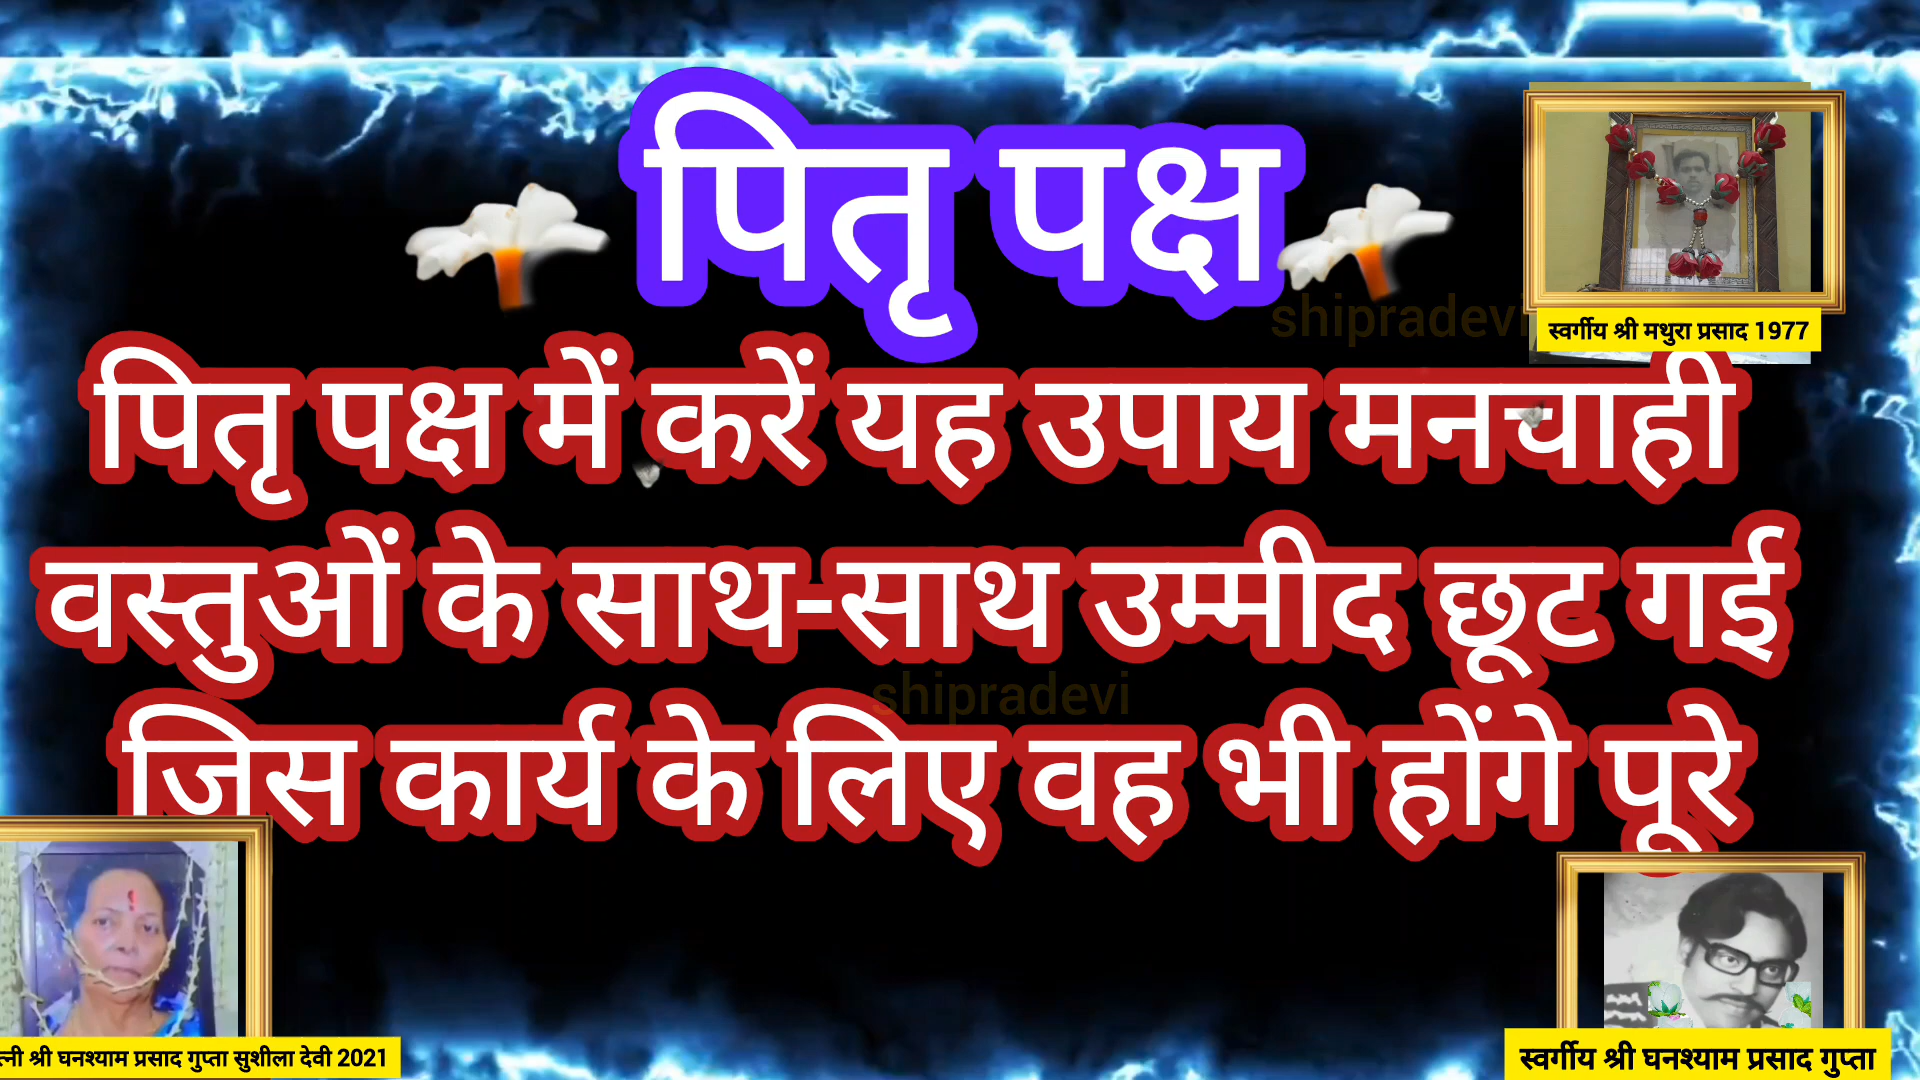 पितृ पक्ष
shipradevi
स्वर्गीय श्री मथुरा प्रसाद 1977
पितृ पक्ष में करें यह उपाय मनचाही
वस्तुओं के साथ-साथ उम्मीद छूट गई
shipradevi
जिस कार्य के लिए वह भी होंगे पूरे
श्री घनश्याम प्रसाद गुप्ता सुशीला देवी 2021
स्वर्गीय श्री घनश्याम प्रसाद गुप्ता